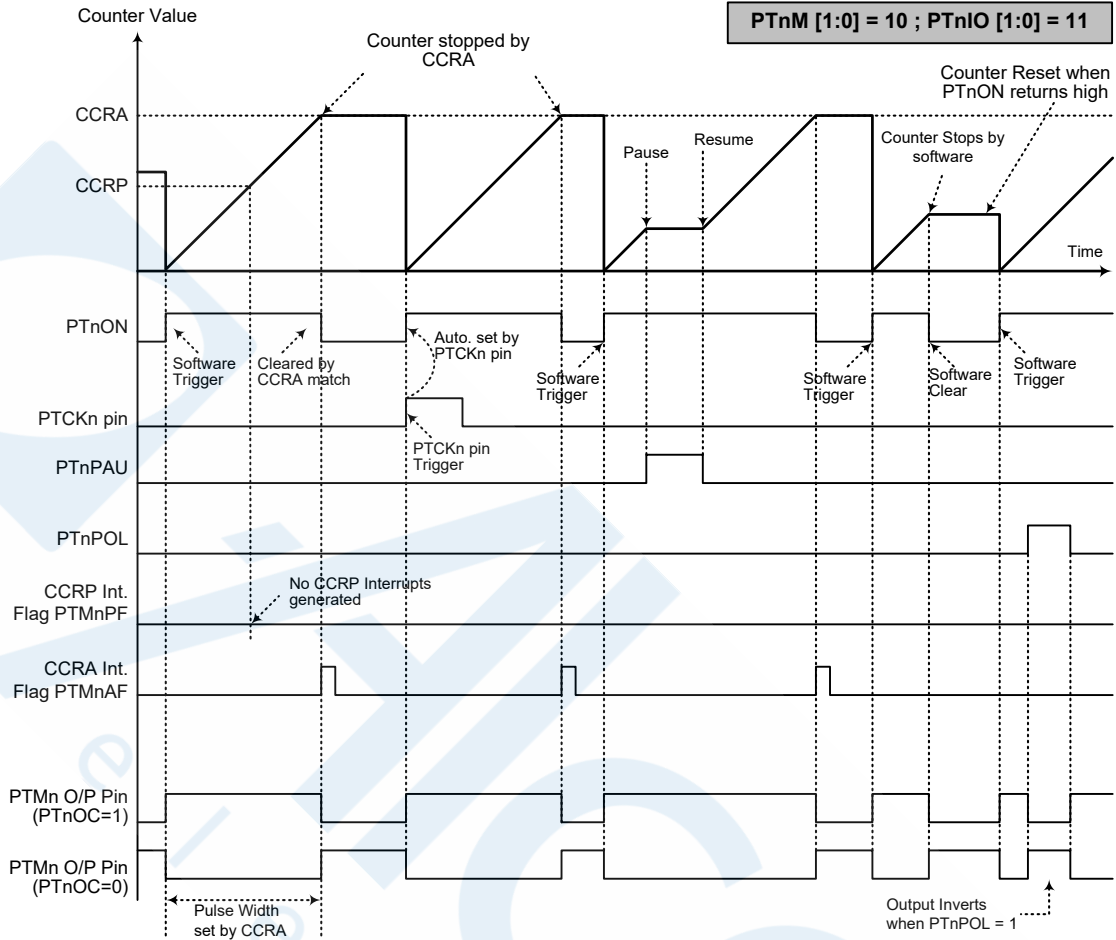 Counter Value
PTnM [1:0] = 10 ; PTnIO [1:0] = 11
Counter stopped by
CCRA
Counter Reset when
PTnON returns high
CCRA
Pause
Resume
Counter Stops by
software
CCRP
Time
PTnON
Software
Trigger
Cleared by
CCRA match
Auto. set by
PTCKn pin
Software
Trigger
Software
Trigger
Software
Clear
Software
Trigger
PTCKn pin
PTCKn pin
Trigger
PTnPAU
PTnPOL
CCRP Int.
Flag PTMnPF
No CCRP Interrupts
generated
CCRA Int.
Flag PTMnAF
PTMn O/P Pin
(PTnOC=1)
PTMn O/P Pin
(PTnOC=0)
Pulse Width
set by CCRA
Output Inverts
when PTnPOL = 1